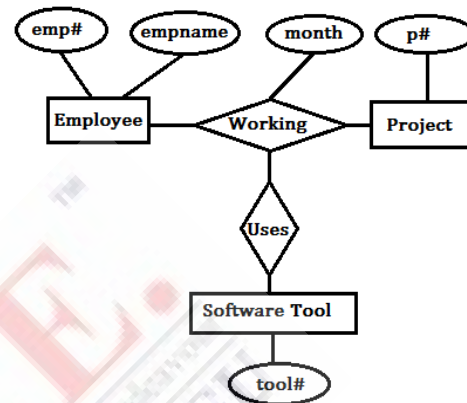 emp#
empname
month
p#
Employee
Working
Project
Uses
Software Tool
tool#